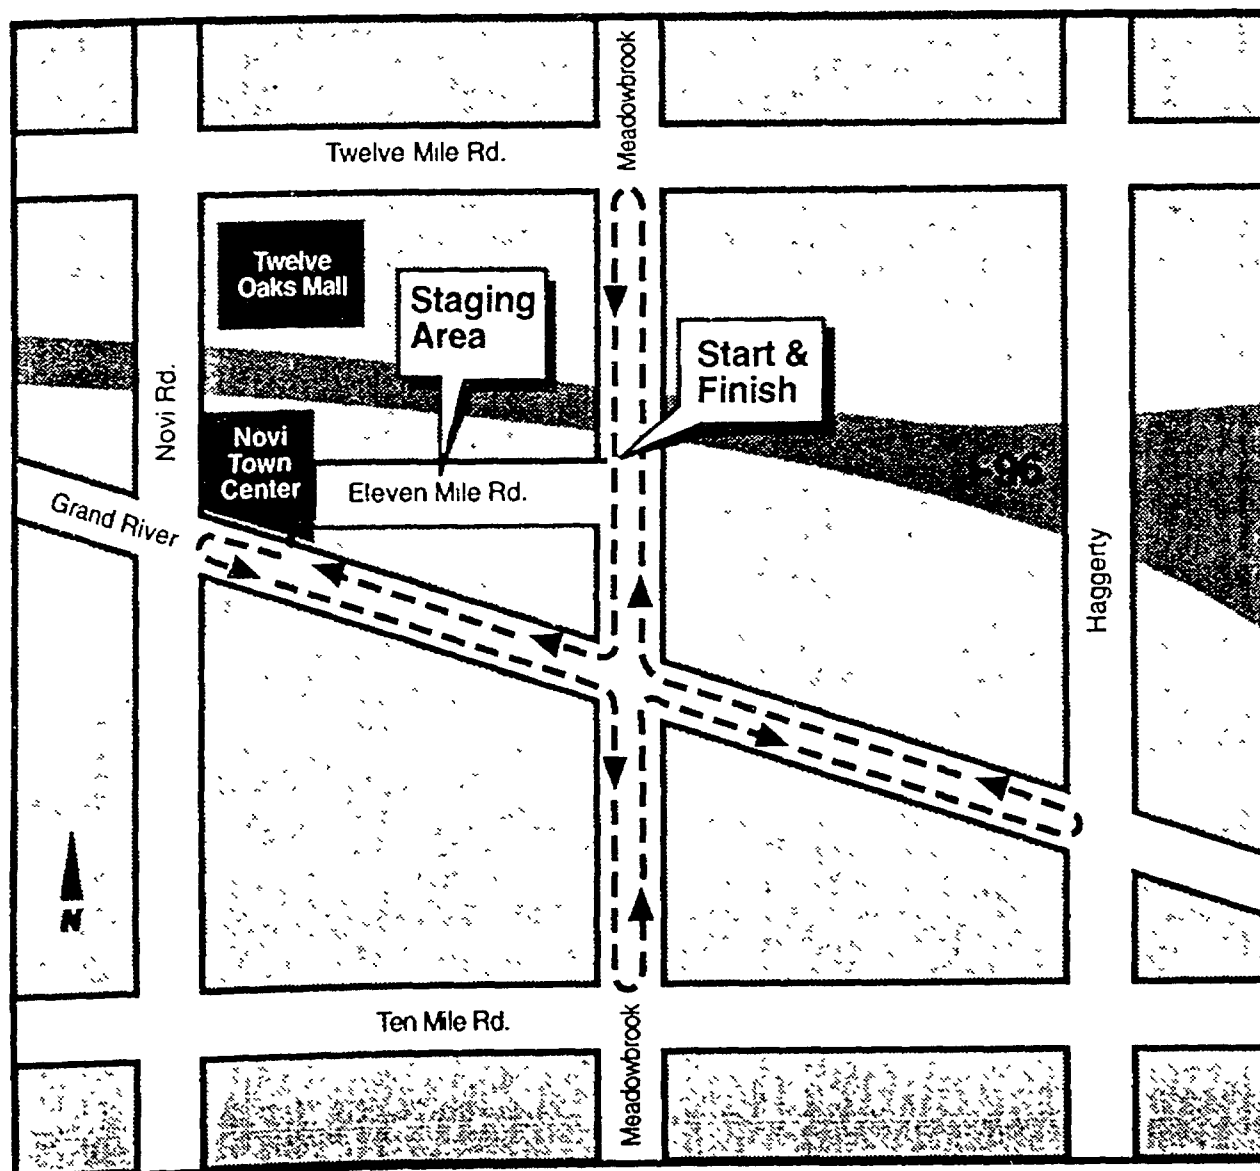 Meadowbrook
Twelve Mile Rd.
Twelve
Oaks Mall
Staging
Area
Start &
Finish
Novi Rd.
Novi
Town
Center
Eleven Mile Rd.
I-96
Grand River
Haggerty
N
Ten Mile Rd.
Meadowbrook